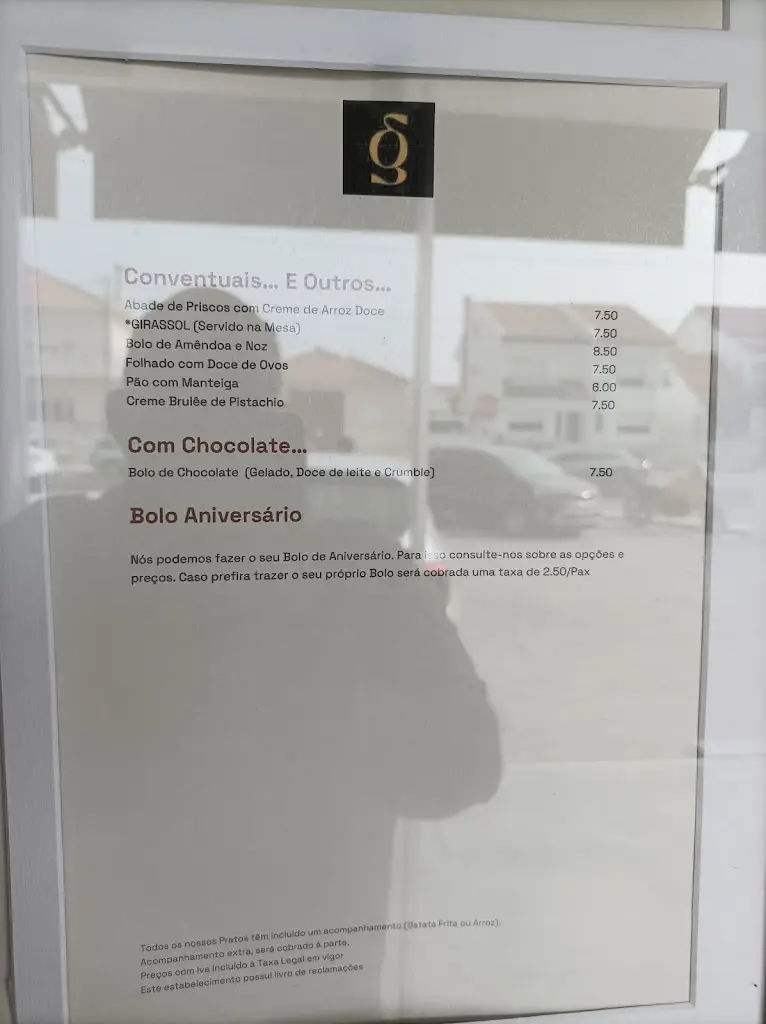 g
Conventuais... E Outros...
Abade de Priscos com Creme de Arroz Doce 7.50
*GIRASSOL (Servido na Mesa) 7.50
Bolo de Amêndoa e Noz 8.50
Folhado com Doce de Ovos 7.50
Pão com Manteiga 6.00
Creme Brulêe de Pistachio 7.50
Com Chocolate...
Bolo de Chocolate (Gelado, Doce de leite e Crumble) 7.50
Bolo Aniversário
Nós podemos fazer o seu Bolo de Aniversário. Para isso consulte-nos sobre as opções e
preços. Caso prefira trazer o seu próprio Bolo será cobrada uma taxa de 2.50/Pax
Todos os nossos Pratos têm incluido um acompanhamento (Batata Frita ou Arroz).
Acompanhamento extra, será cobrado à parte.
Preços com Iva Incluido à Taxa Legal em vigor
Este estabelecimento possui livro de reclamações